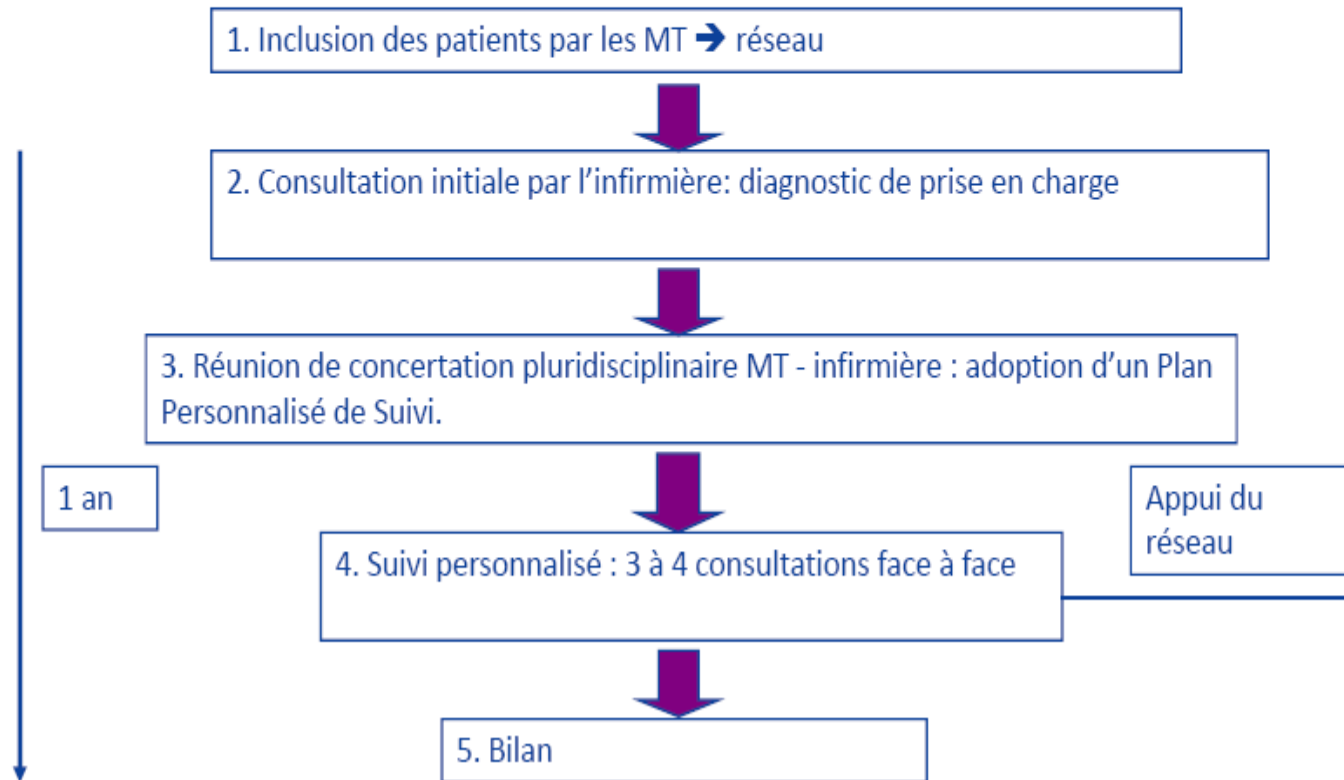 1. Inclusion des patients par les MT ➔ réseau
2. Consultation initiale par l’infirmière: diagnostic de prise en charge
3. Réunion de concertation pluridisciplinaire MT - infirmière : adoption d’un Plan
Personnalisé de Suivi.
1 an
Appui du
réseau
4. Suivi personnalisé : 3 à 4 consultations face à face
5. Bilan